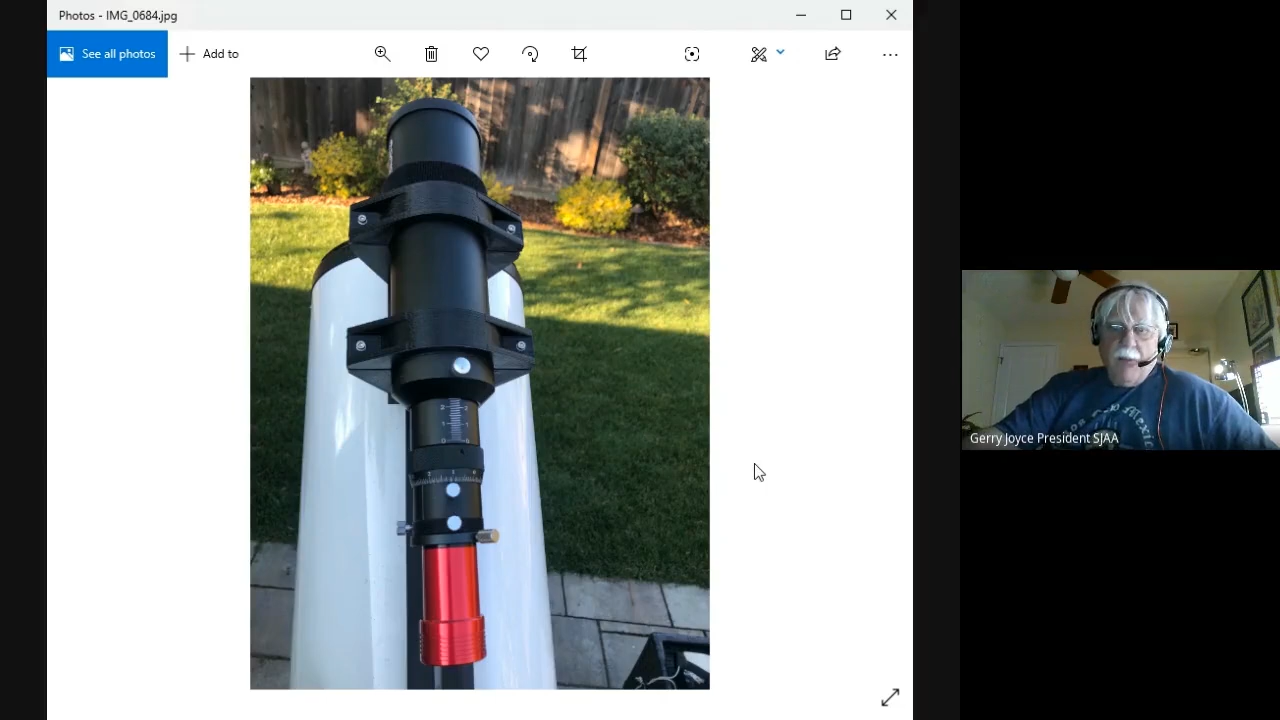 Photos - IMG_0684.jpg
See all photos
Add to
Gerry Joyce President SJAA